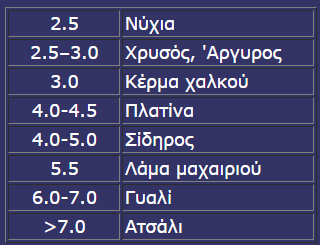 2.5 Νύχια
2.5–3.0 Χρυσός, 'Αργυρος
3.0 Κέρμα χαλκού
4.0-4.5 Πλατίνα
4.0-5.0 Σίδηρος
5.5 Λάμα μαχαιριού
6.0-7.0 Γυαλί
>7.0 Ατσάλι